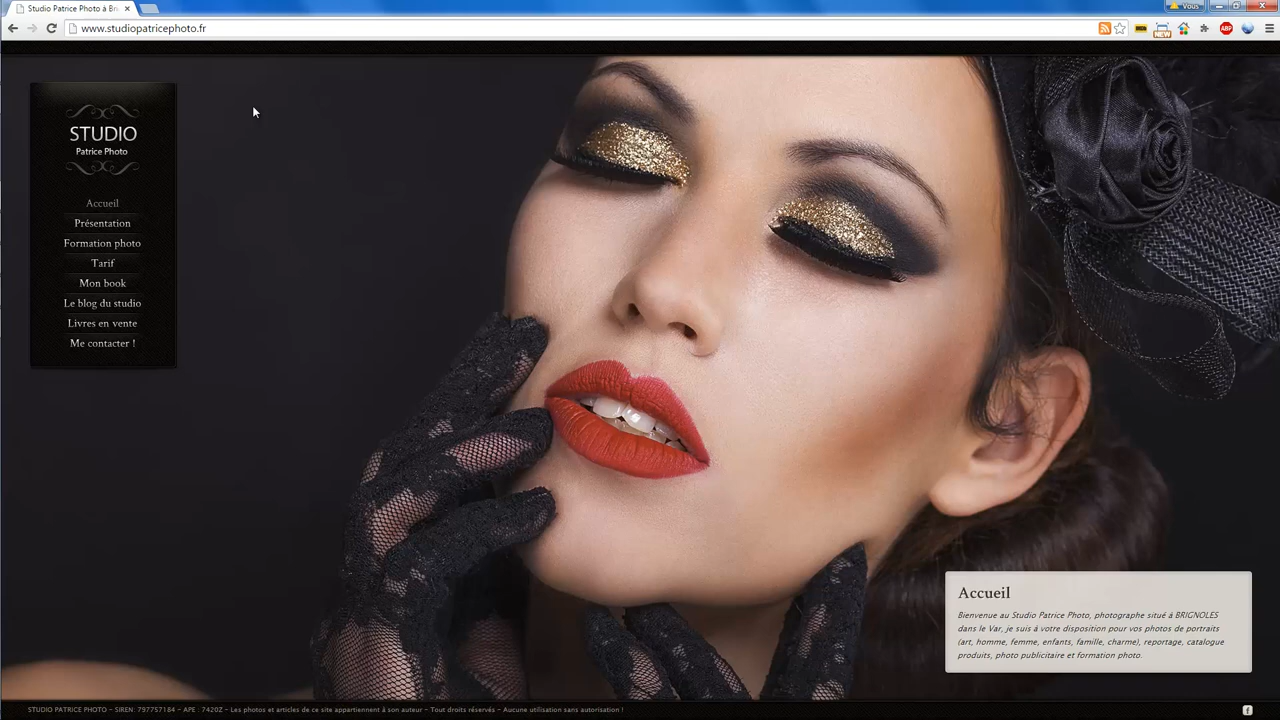 Studio Patrice Photo à Bri
Vous
www.studiopatricephoto.fr
NEW
ABP
STUDIO
Patrice Photo
Accueil
Présentation
Formation photo
Tarif
Mon book
Le blog du studio
Livres en vente
Me contacter !
Accueil
Bienvenue au Studio Patrice Photo, photographe situé à BRIGNOLES
dans le Var, je suis à votre disposition pour vos photos de portraits
(art, homme, femme, enfants, famille, charme), reportage, catalogue
produits, photo publicitaire et formation photo.
STUDIO PATRICE PHOTO - SIREN: 797757184 - APE : 7420Z - Les photos et articles de ce site appartiennent à son auteur - Tout droits réservés - Aucune utilisation sans autorisation !
f